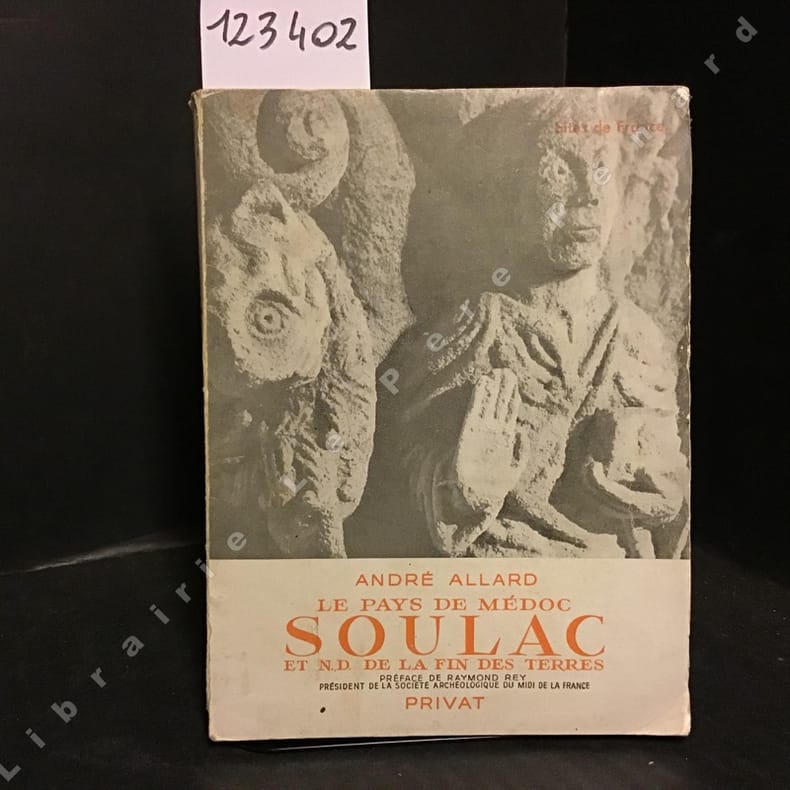 123402
Sites de France
ANDRÉ ALLARD
LE PAYS DE MÉDOC
SOULAC
ET N.D. DE LA FIN DES TERRES
PRÉFACE DE RAYMOND REY
PRÉSIDENT DE LA SOCIÉTÉ ARCHÉOLOGIQUE DU MIDI DE LA FRANCE
PRIVAT
Librairie Le Père Pénard